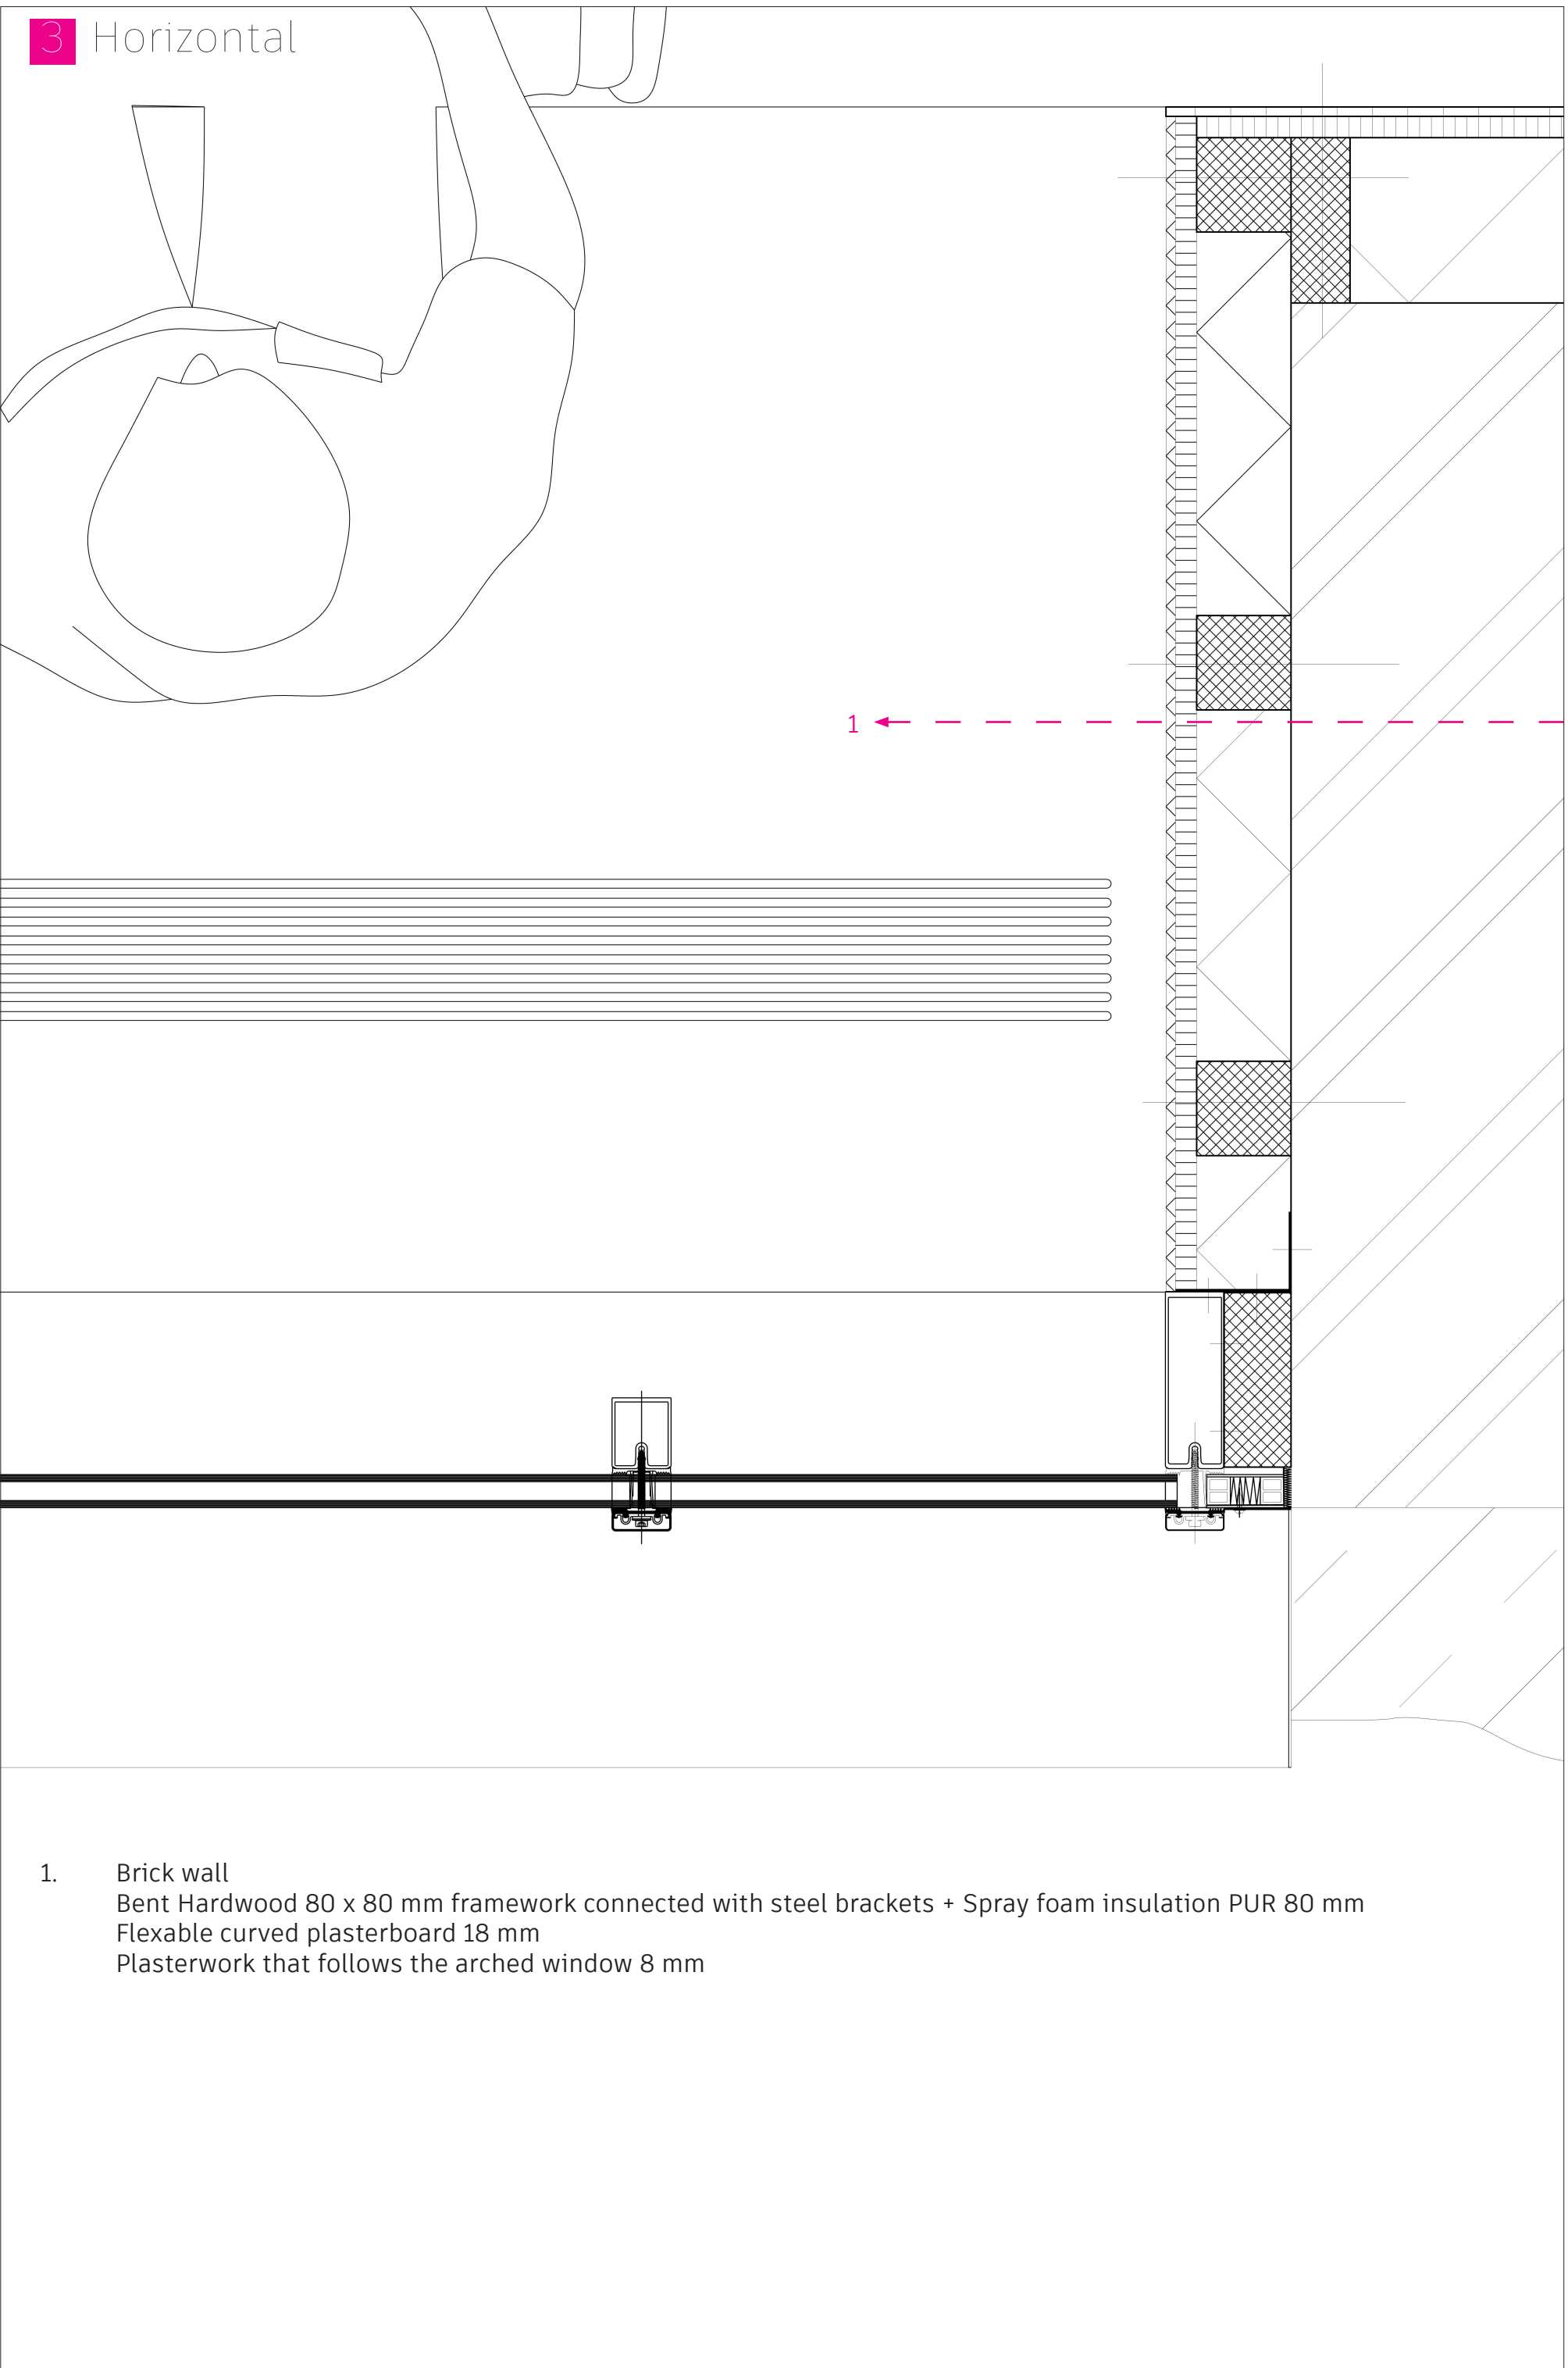 3 Horizontal
1
1. Brick wall
Bent Hardwood 80 x 80 mm framework connected with steel brackets + Spray foam insulation PUR 80 mm
Flexable curved plasterboard 18 mm
Plasterwork that follows the arched window 8 mm